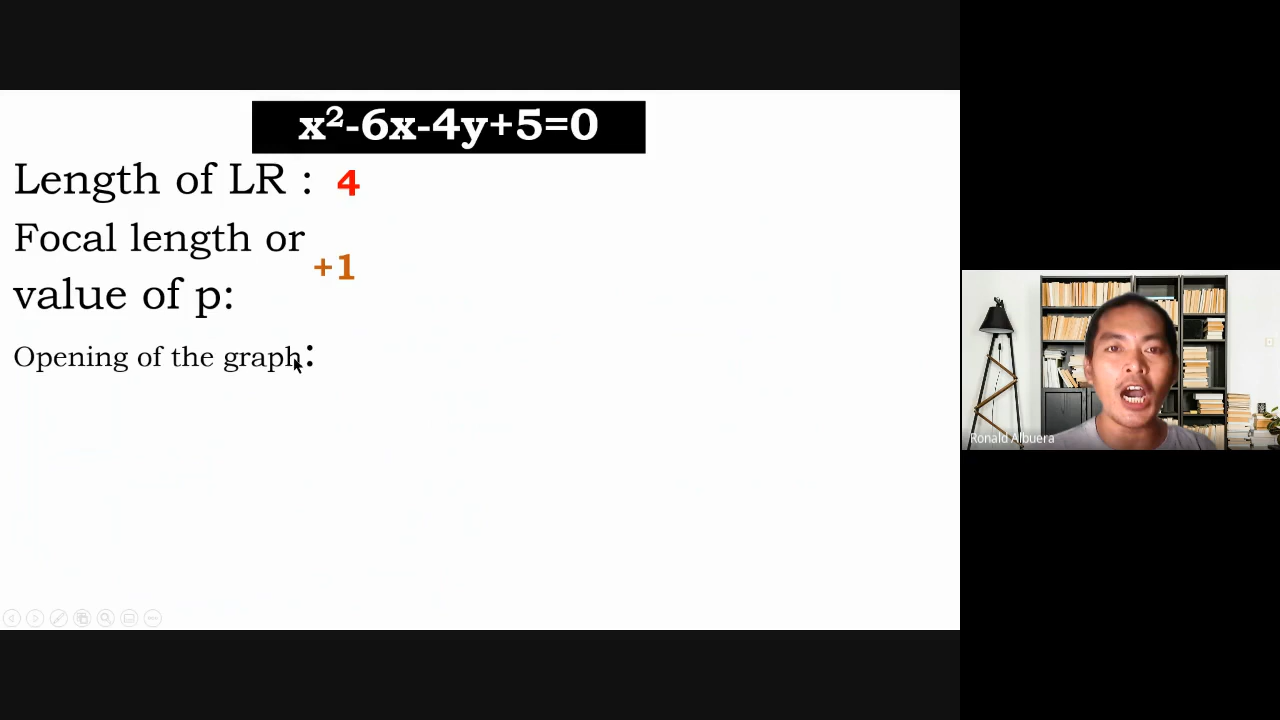 x²-6x-4y+5=0
Length of LR : 4
Focal length or
+1
value of p:
Opening of the graph:
Ronald Albuera